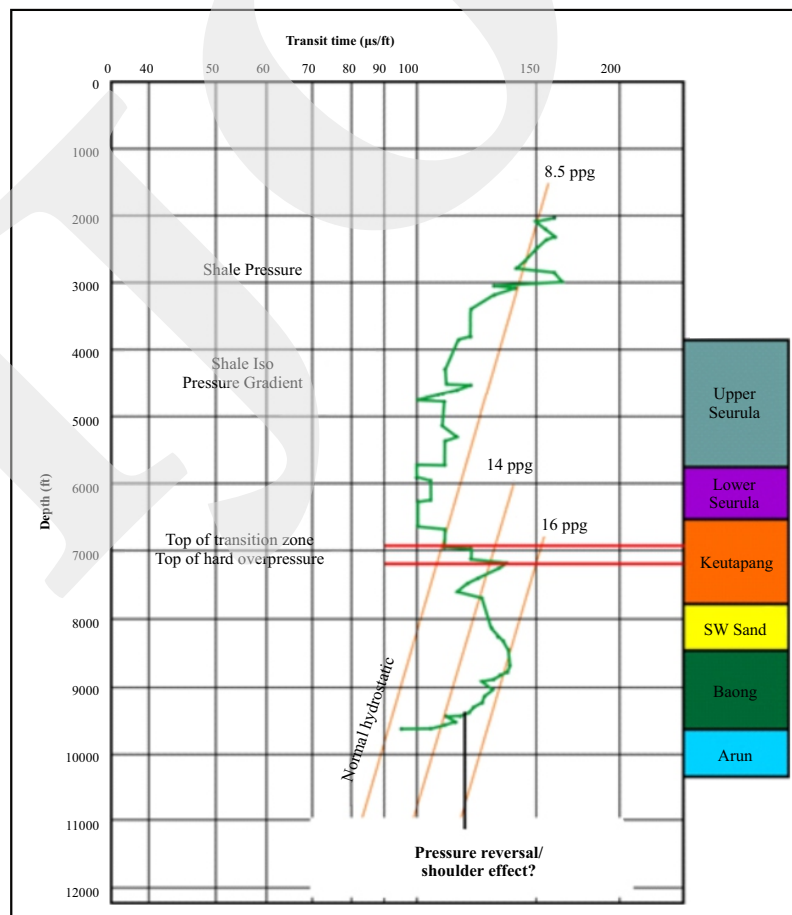 Transit time (µs/ft)
0 40 50 60 70 80 90 100 150 200
0
1000
8.5 ppg
2000
Shale Pressure
3000
4000
Shale Iso
Pressure Gradient
Upper
Seurula
5000
14 ppg
6000
Lower
Seurula
Depth (ft)
16 ppg
Top of transition zone
7000
Top of hard overpressure
Keutapang
8000
SW Sand
Normal hydrostatic
9000
Baong
10000
Arun
11000
Pressure reversal/
shoulder effect?
12000